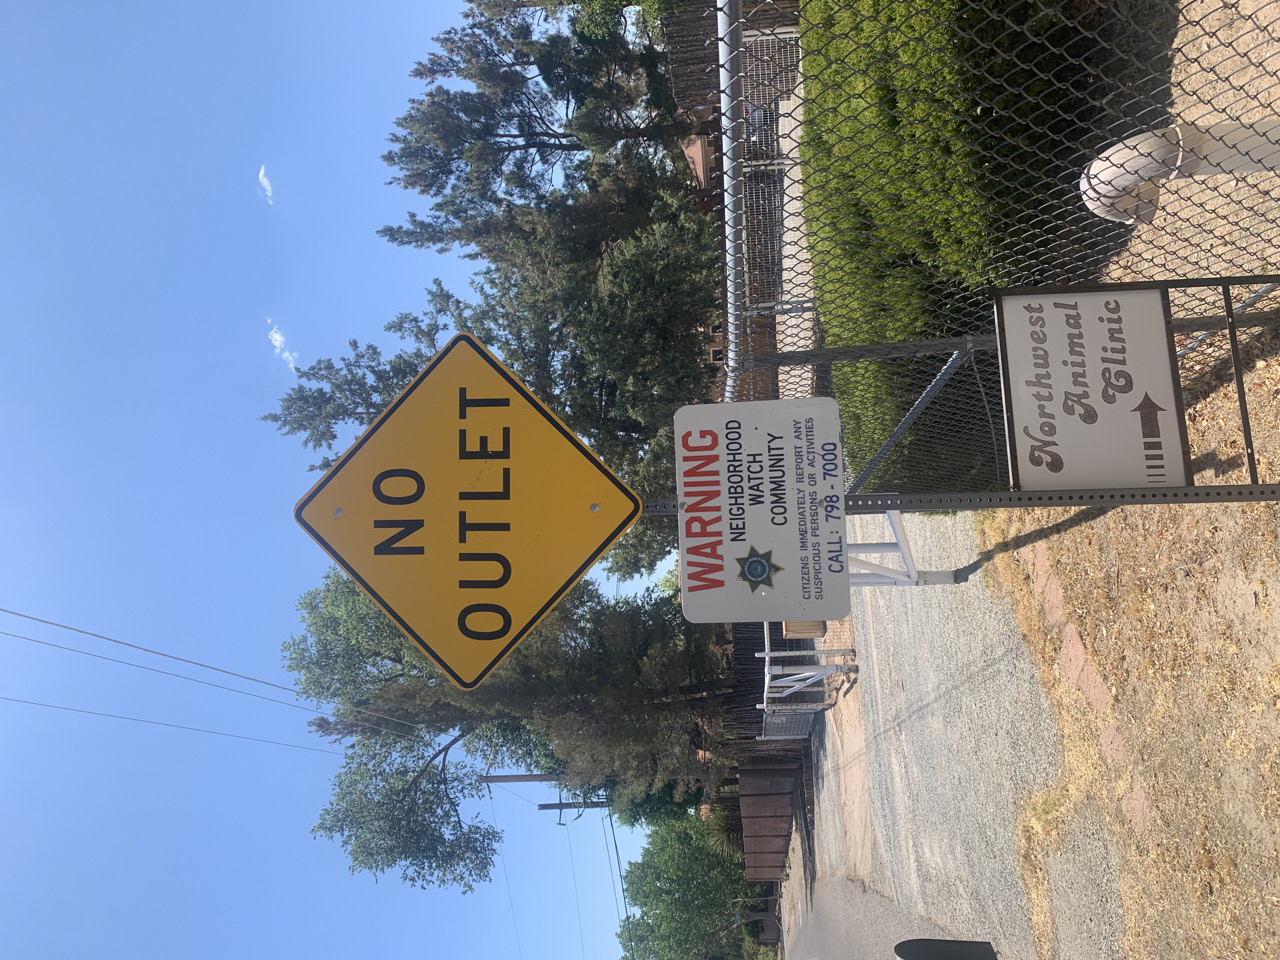 NO
OUTLET
WARNING
NEIGHBORHOOD
WATCH
COMMUNITY
CITIZENS IMMEDIATELY REPORT ANY
SUSPICIOUS PERSONS OR ACTIVITIES
CALL: 798-7000
Northwest
Animal
Clinic